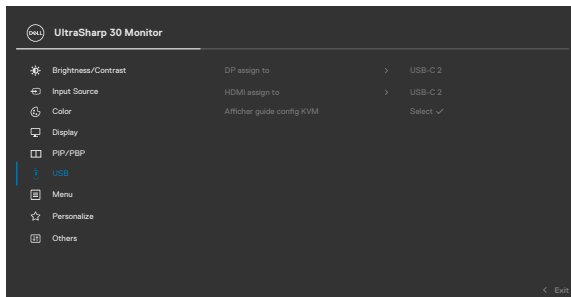 DELL UltraSharp 30 Monitor
Brightness/Contrast DP assign to > USB-C 2
Input Source HDMI assign to > USB-C 2
Color Afficher guide config KVM Select ✓
Display
PIP/PBP
USB
Menu
Personalize
Others
< Exit